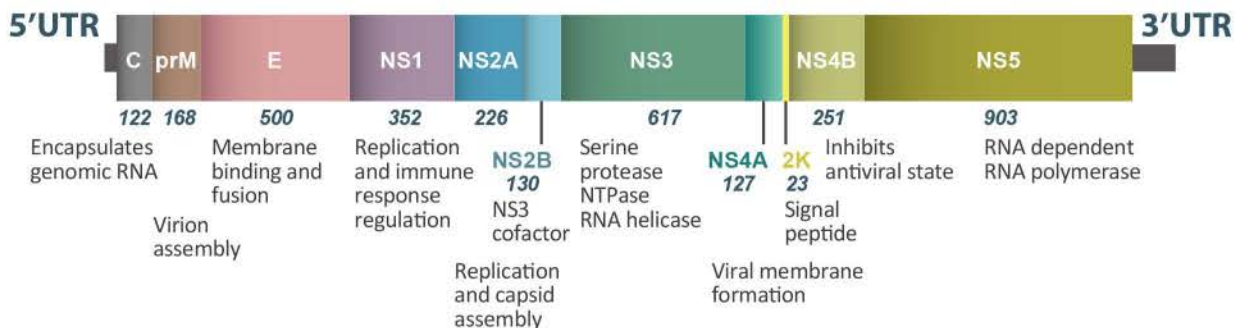 5'UTR
3'UTR
C
prM
E
NS1
NS2A
NS3
NS4B
NS5
122
168
500
352
226
617
251
903
Encapsulates
genomic RNA
Virion
assembly
Membrane
binding and
fusion
Replication
and immune
response
regulation
Replication
and capsid
assembly
NS2B
130
NS3
cofactor
Serine
protease
NTPase
RNA helicase
NS4A
127
Viral membrane
formation
2K
23
Signal
peptide
Inhibits
antiviral state
RNA dependent
RNA polymerase